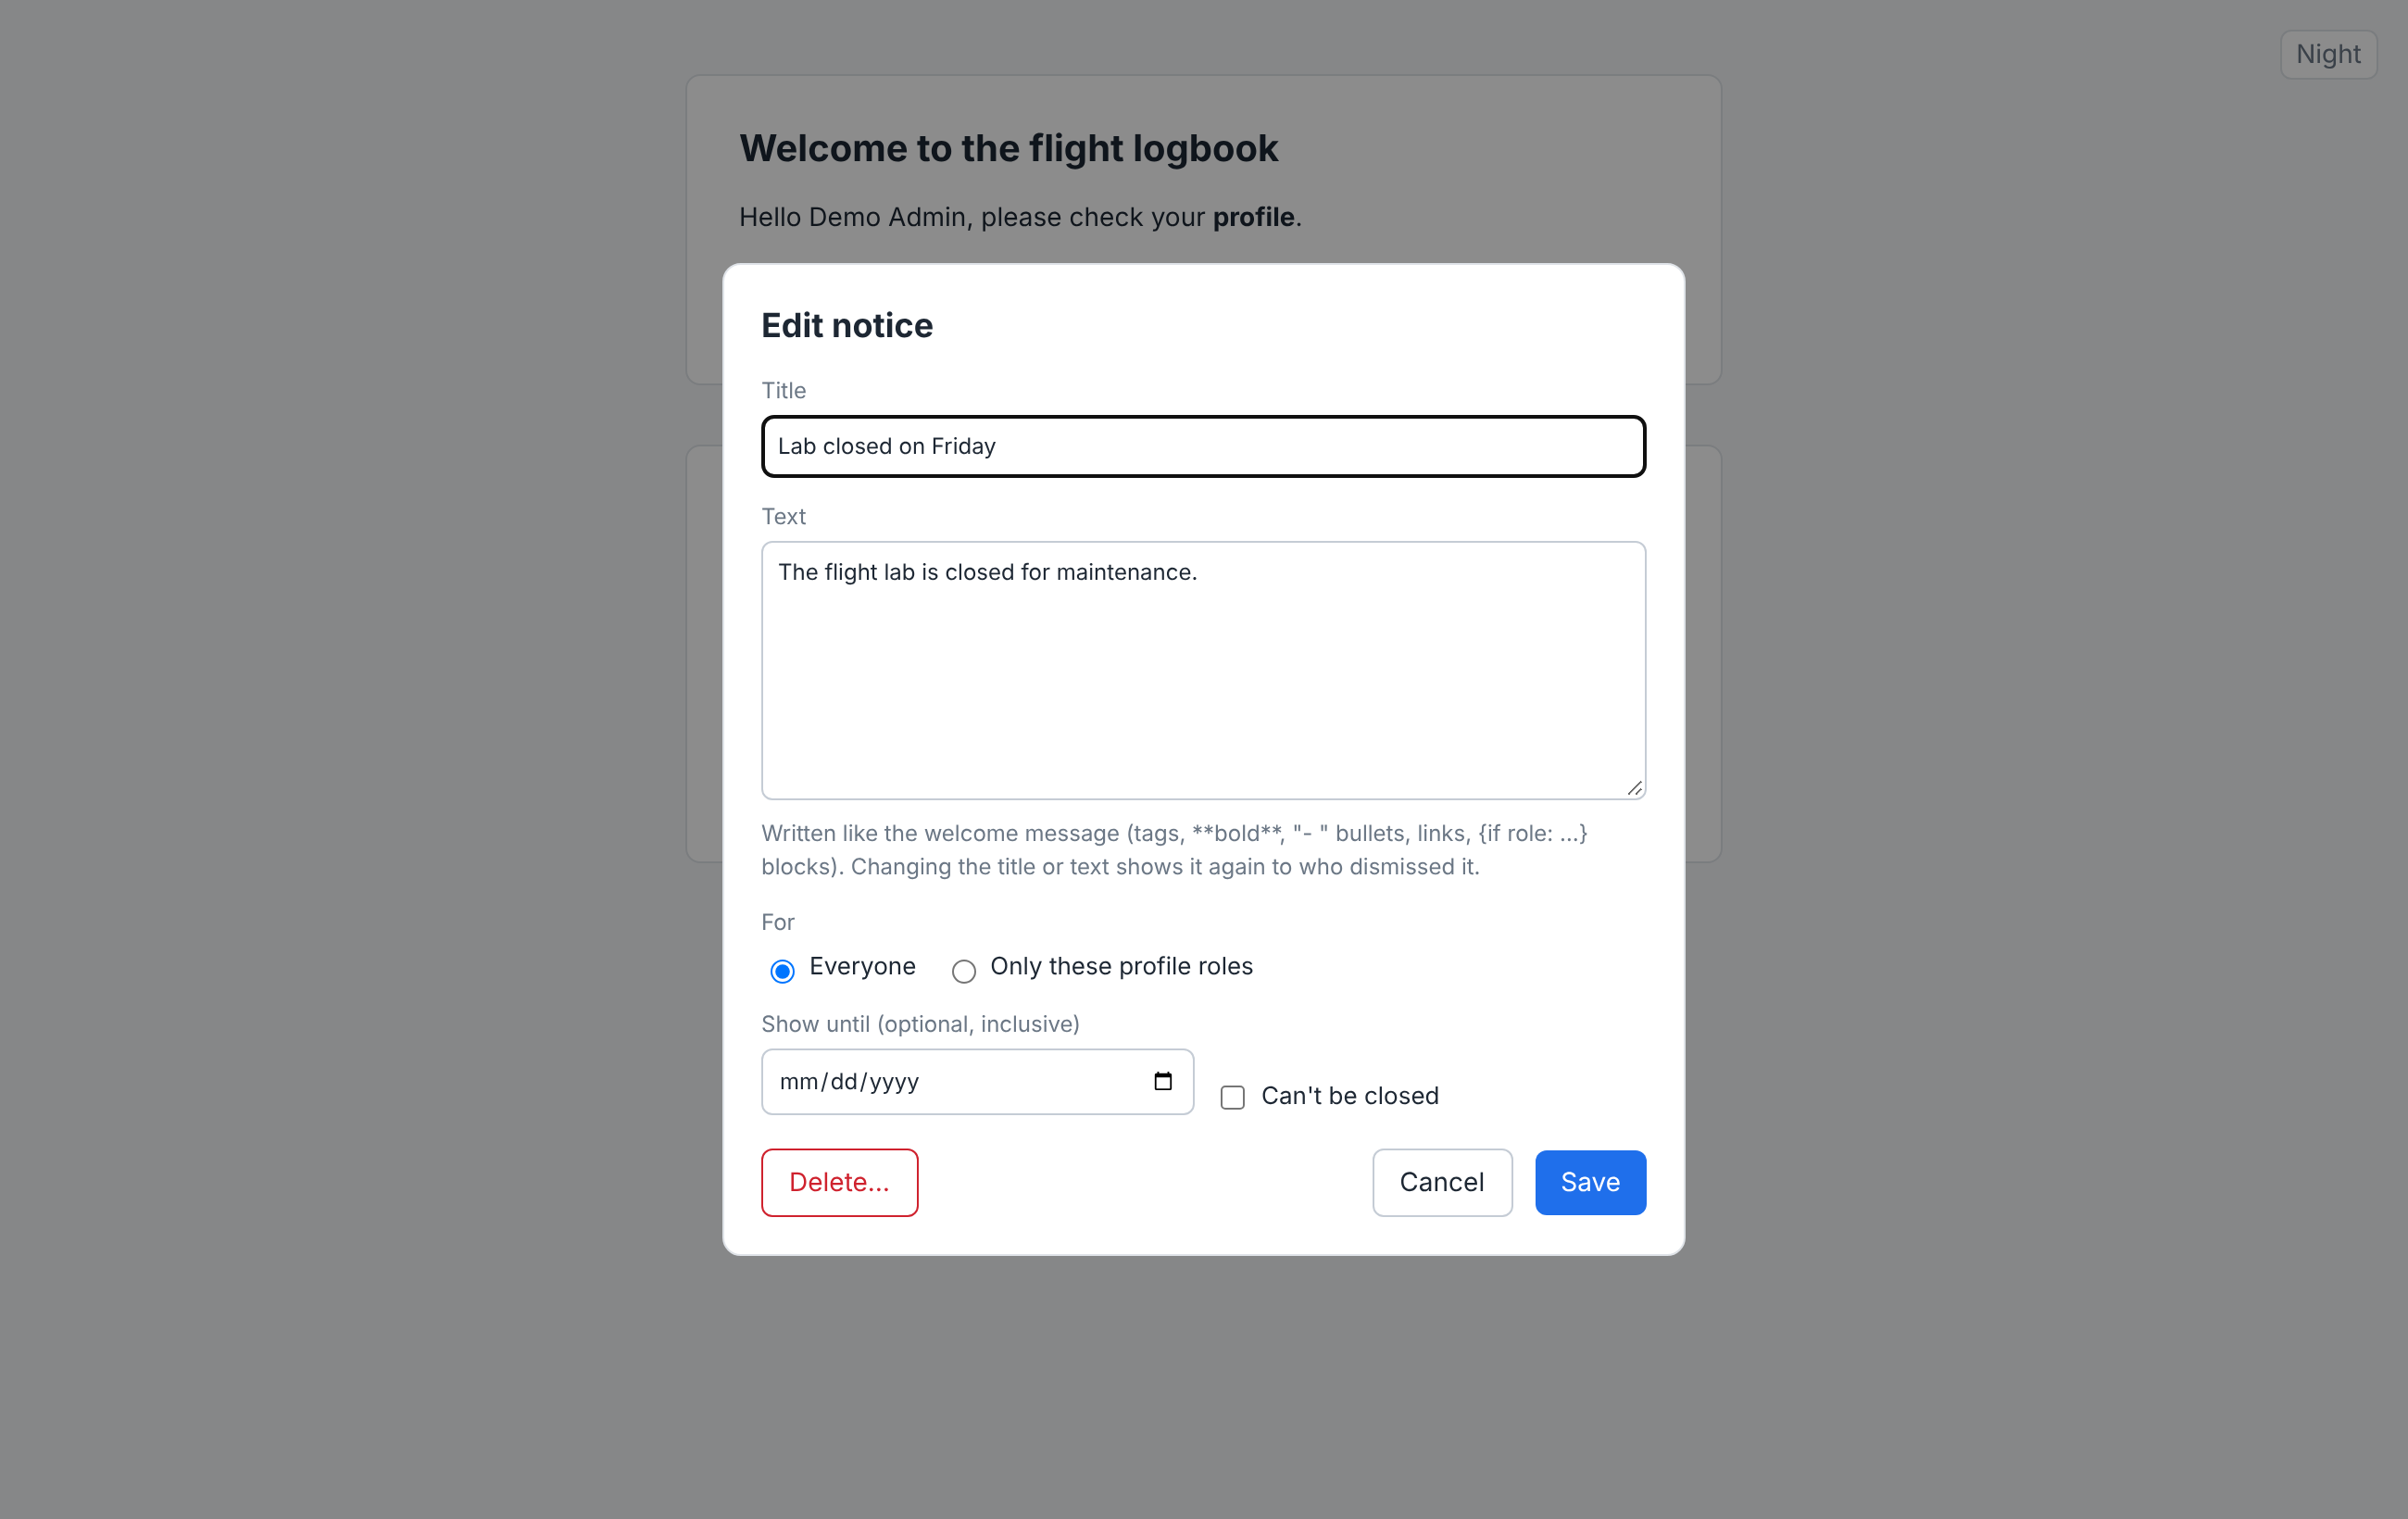 Night
Welcome to the flight logbook
Hello Demo Admin, please check your profile.
Edit notice
Title
Lab closed on Friday
Text
The flight lab is closed for maintenance.
Written like the welcome message (tags, **bold**, "- " bullets, links, {if role: ...}
blocks). Changing the title or text shows it again to who dismissed it.
For
Everyone Only these profile roles
Show until (optional, inclusive)
mm/dd/yyyy Can't be closed
Delete... Cancel Save